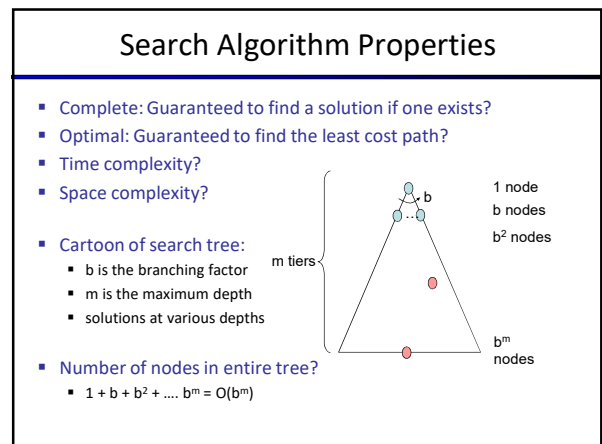 Search Algorithm Properties
▪ Complete: Guaranteed to find a solution if one exists?
▪ Optimal: Guaranteed to find the least cost path?
▪ Time complexity?
▪ Space complexity?
▪ Cartoon of search tree:
▪ b is the branching factor
▪ m is the maximum depth
▪ solutions at various depths
▪ Number of nodes in entire tree?
▪ 1 + b + b² + …. bᵐ = O(bᵐ)
m tiers
b
…
1 node
b nodes
b² nodes
bᵐ
nodes